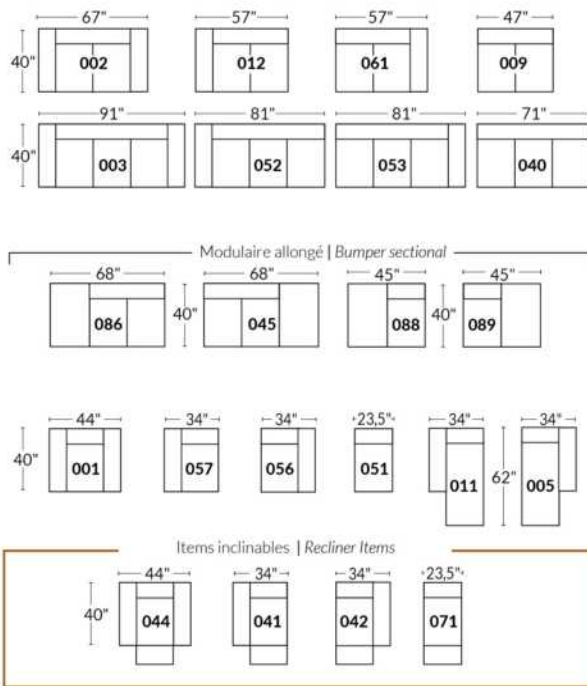 67" 57" 57" 47"
40" 002 012 061 009
91" 81" 81" 71"
40" 003 052 053 040
Modulaire allongé | Bumper sectional
68" 68" 45" 45"
086 40" 045 088 40" 089
44" 34" 34" 23,5" 34" 34"
40" 001 057 056 051 011 62" 005
Items inclinables | Recliner Items
44" 34" 34" 23,5"
40" 044 041 042 071